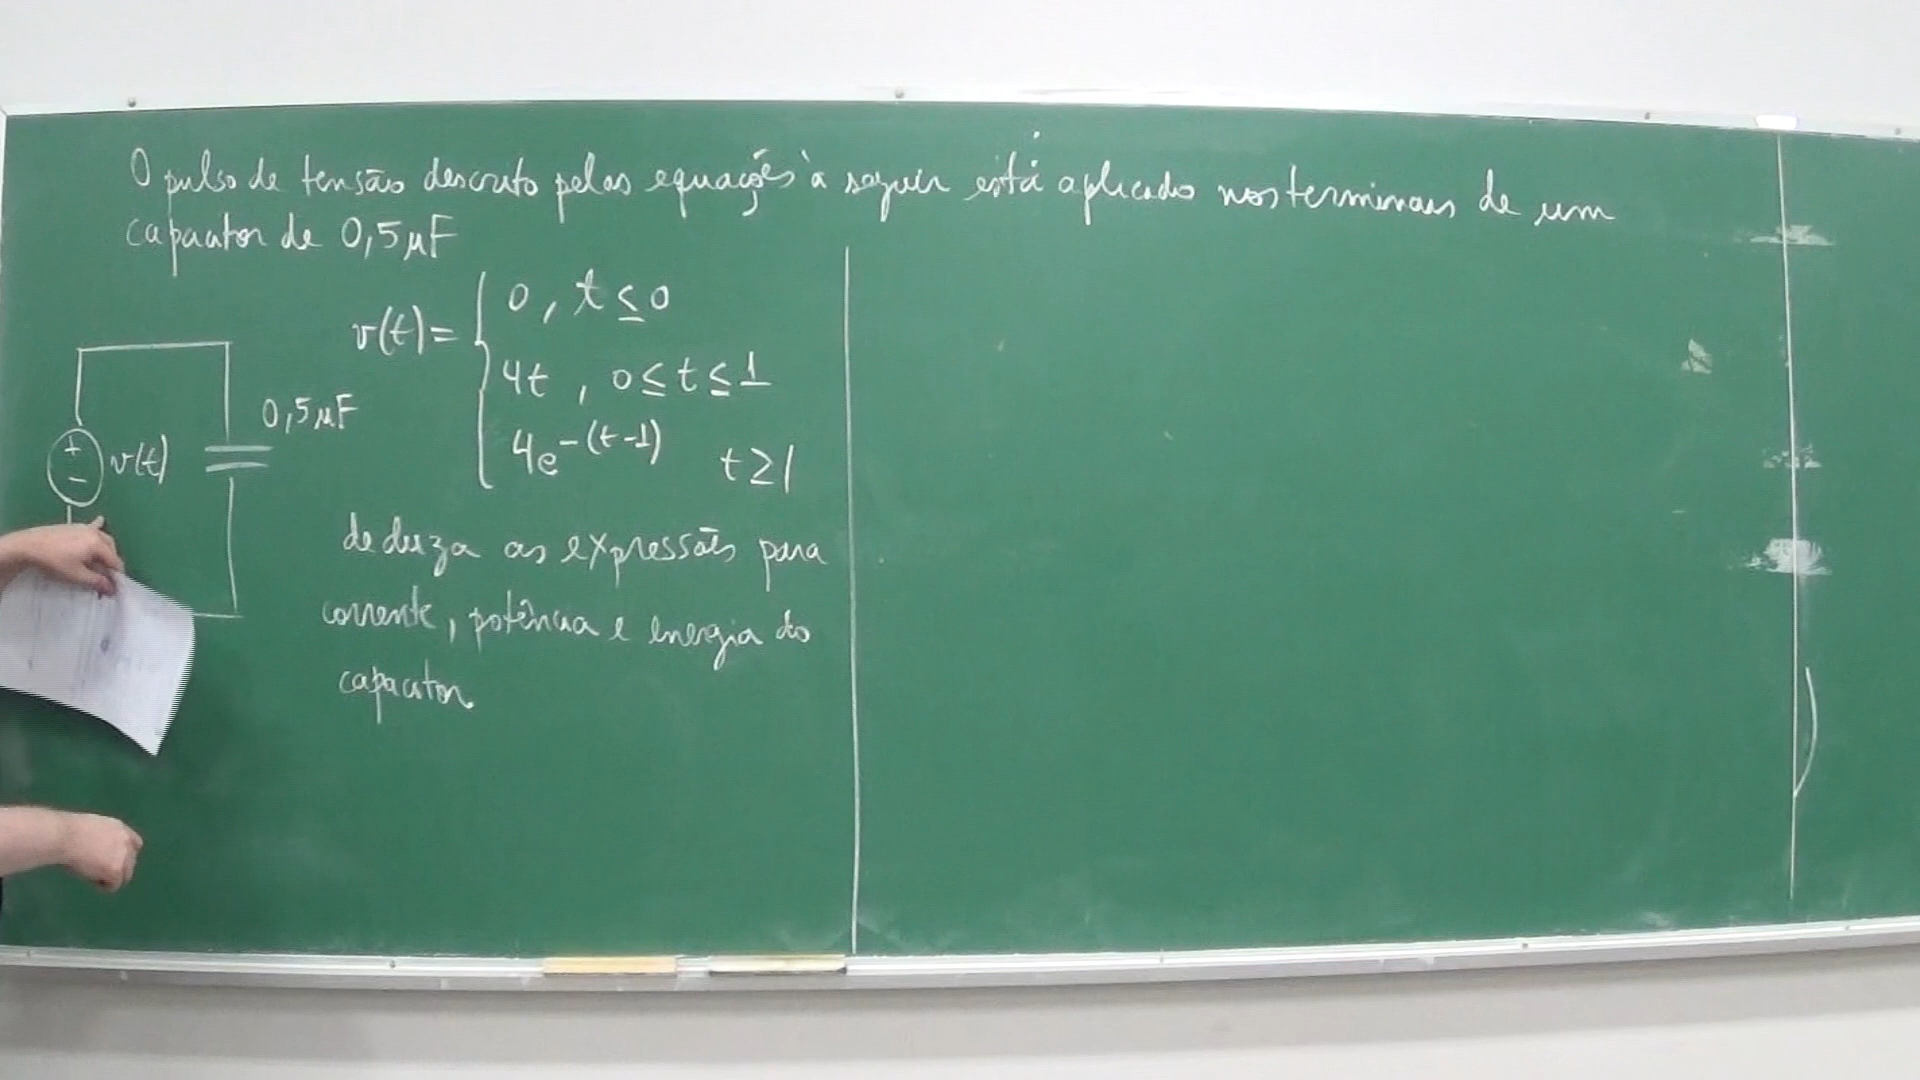 O pulso de tensão descrito pelas equações à seguir está aplicado nos terminais de um
capacitor de 0,5μF
v(t)= { 0, t ≤ 0
4t, 0 ≤ t ≤ 1
4e^-(t-1) t ≥ 1
0,5μF
+
-
v(t)
deduza as expressões para
corrente, potência e energia do
capacitor